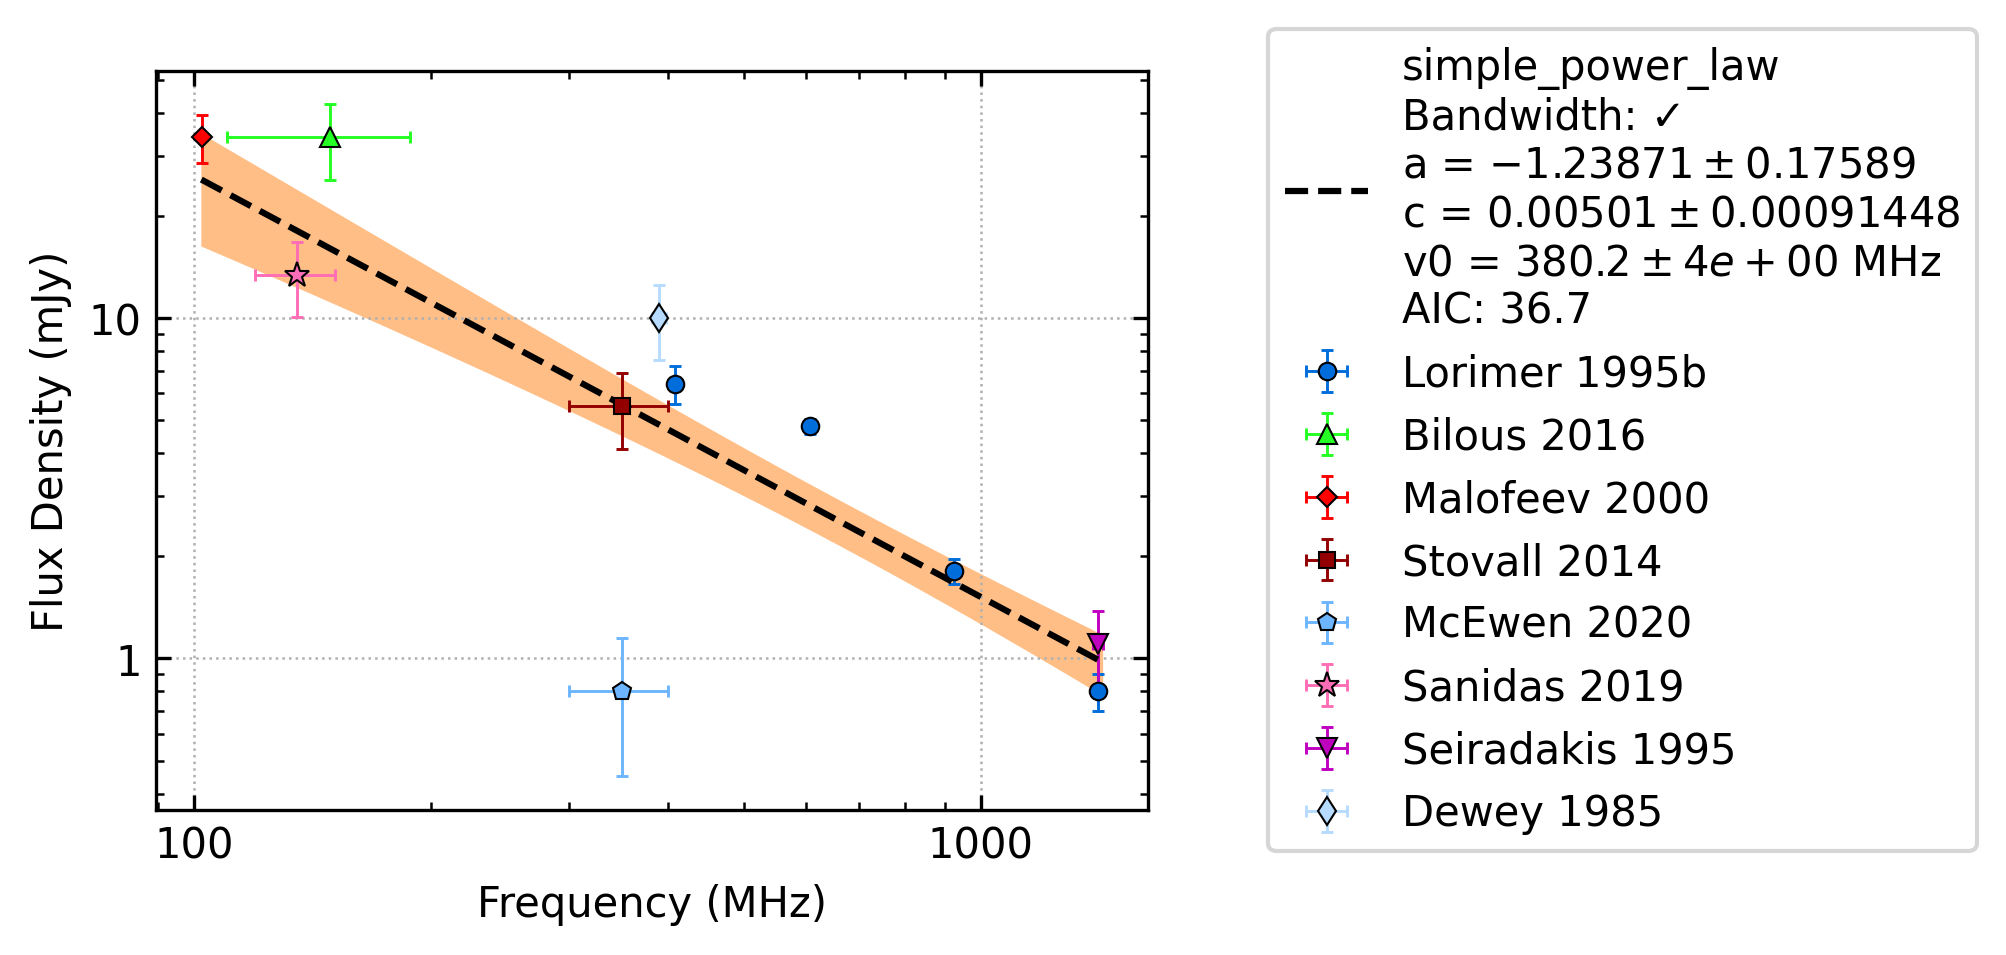 Flux Density (mJy)
10
1
100
1000
Frequency (MHz)
simple_power_law
Bandwidth: ✓
a = −1.23871 ± 0.17589
c = 0.00501 ± 0.00091448
v0 = 380.2 ± 4e + 00 MHz
AIC: 36.7
Lorimer 1995b
Bilous 2016
Malofeev 2000
Stovall 2014
McEwen 2020
Sanidas 2019
Seiradakis 1995
Dewey 1985